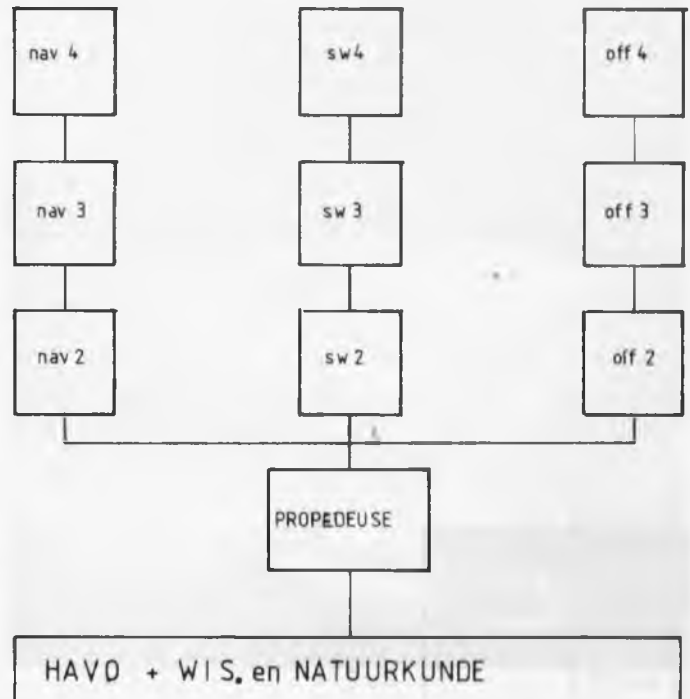 nav 4 sw4 off 4
nav 3 sw 3 off 3
nav 2 sw 2 off 2
PROPEDEUSE
HAVO + WIS. en NATUURKUNDE